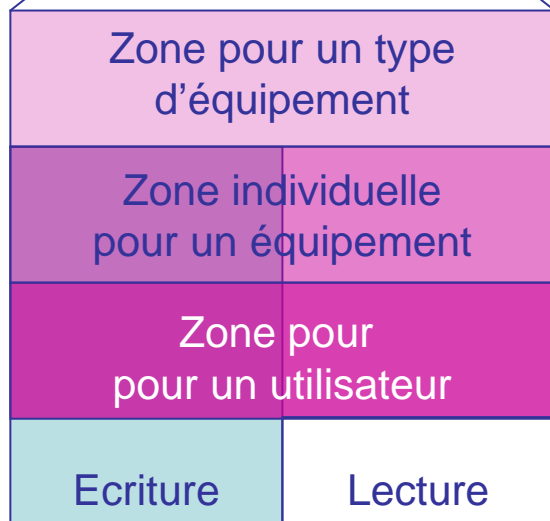 Zone pour un type
d’équipement
Zone individuelle
pour un équipement
Zone pour
pour un utilisateur
Ecriture Lecture